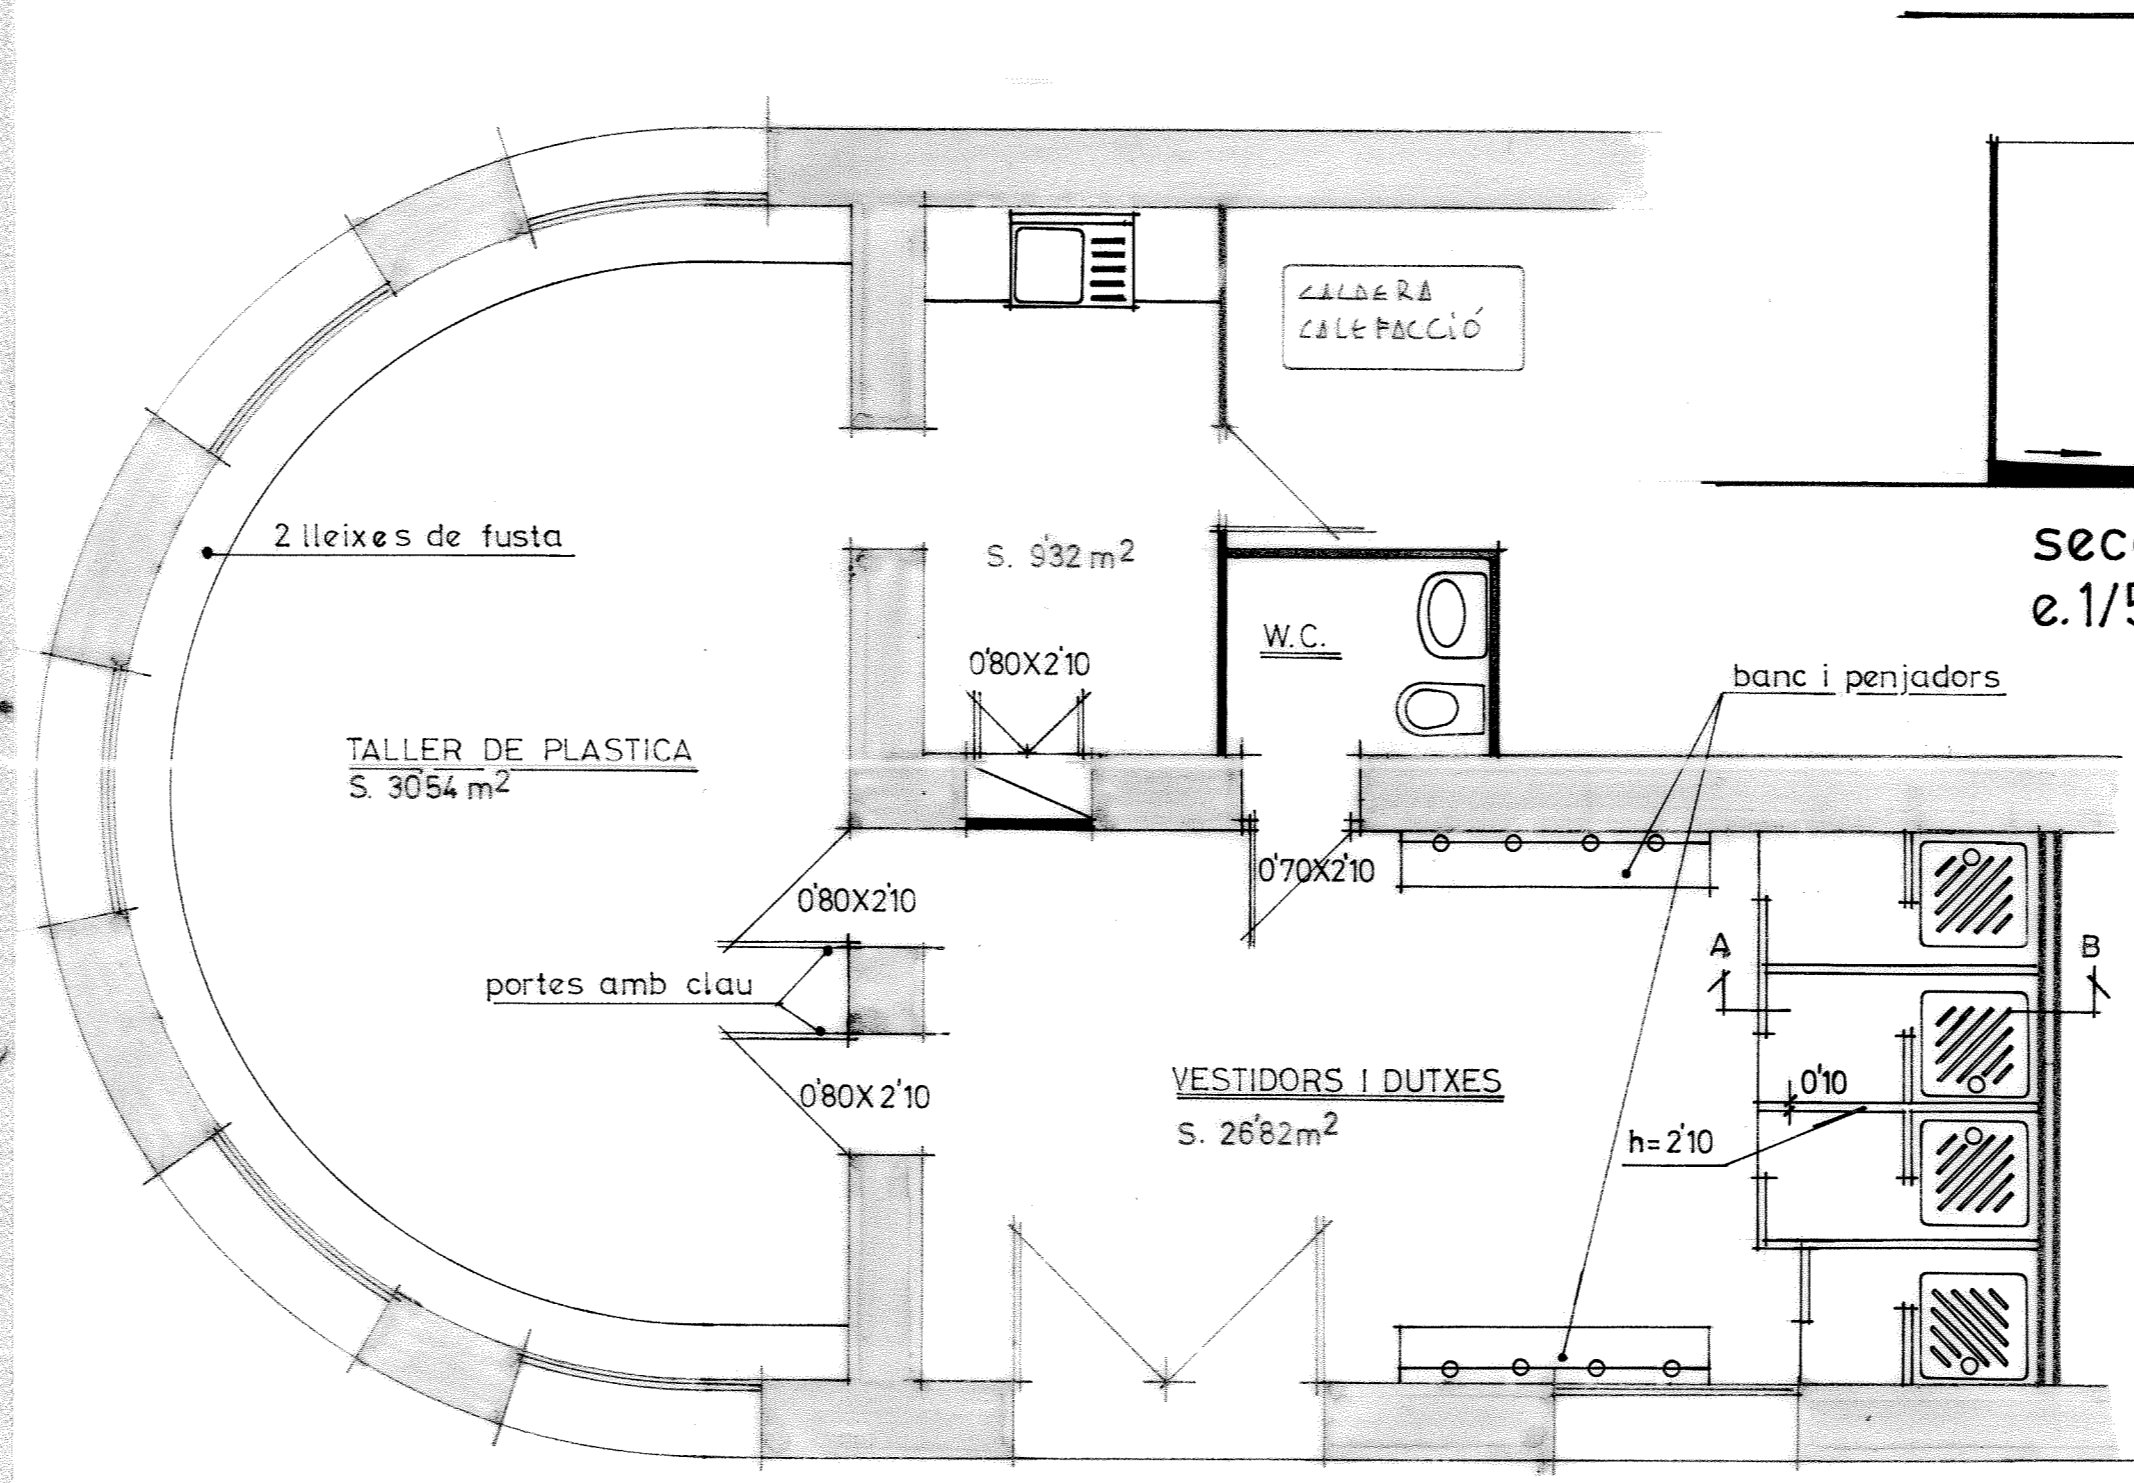 CALDERA
CALEFACCIÓ
2 lleixes de fusta
S. 9'32 m²
e.1/5
W.C.
0'80X2'10
banc i penjadors
TALLER DE PLASTICA
S. 30'54 m²
0'70X2'10
0'80X2'10
A
B
portes amb clau
VESTIDORS I DUTXES
0'10
0'80X2'10
S. 26'82m²
h=2'10